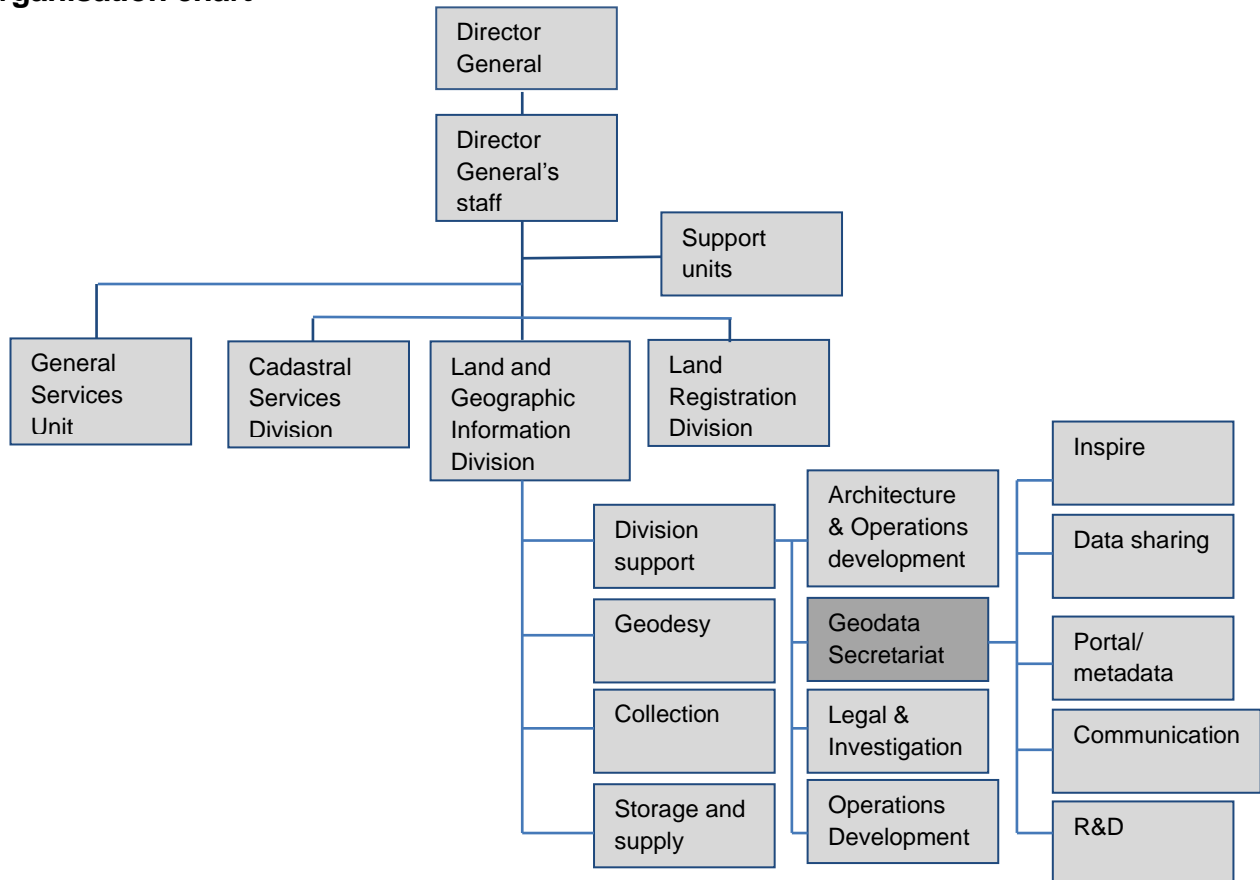 Director
General
Director
General’s
staff
Support
units
General
Services
Unit
Cadastral
Services
Division
Land and
Geographic
Information
Division
Land
Registration
Division
Division
support
Geodesy
Collection
Storage and
supply
Architecture
& Operations
development
Geodata
Secretariat
Legal &
Investigation
Operations
Development
Inspire
Data sharing
Portal/
metadata
Communication
R&D